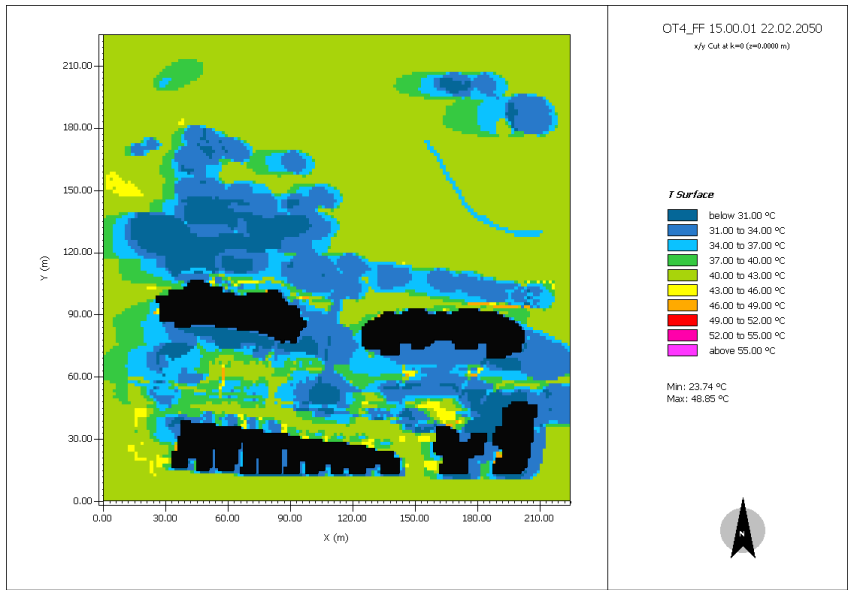 OT4_FF 15.00.01 22.02.2050
x/y Cut at k=0 (z=0.0000 m)
210.00
180.00
150.00
120.00
90.00
60.00
30.00
0.00
Y (m)
0.00 30.00 60.00 90.00 120.00 150.00 180.00 210.00
X (m)
T Surface
below 31.00 °C
31.00 to 34.00 °C
34.00 to 37.00 °C
37.00 to 40.00 °C
40.00 to 43.00 °C
43.00 to 46.00 °C
46.00 to 49.00 °C
49.00 to 52.00 °C
52.00 to 55.00 °C
above 55.00 °C
Min: 23.74 °C
Max: 48.85 °C
N